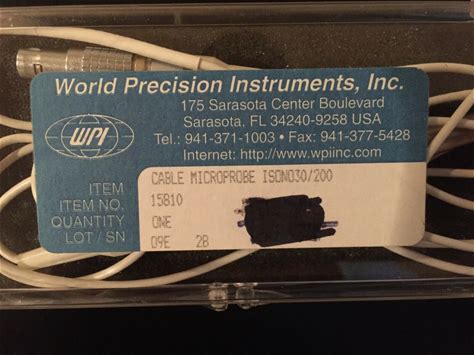 World Precision Instruments, Inc.
175 Sarasota Center Boulevard
Sarasota, FL 34240-9258 USA
Tel.: 941-371-1003 • Fax: 941-377-5428
Internet: http://www.wpiinc.com
WPI
ITEM CABLE MICROPROBE ISONO30/200
ITEM NO. 15810
QUANTITY ONE
LOT / SN 09E 2B